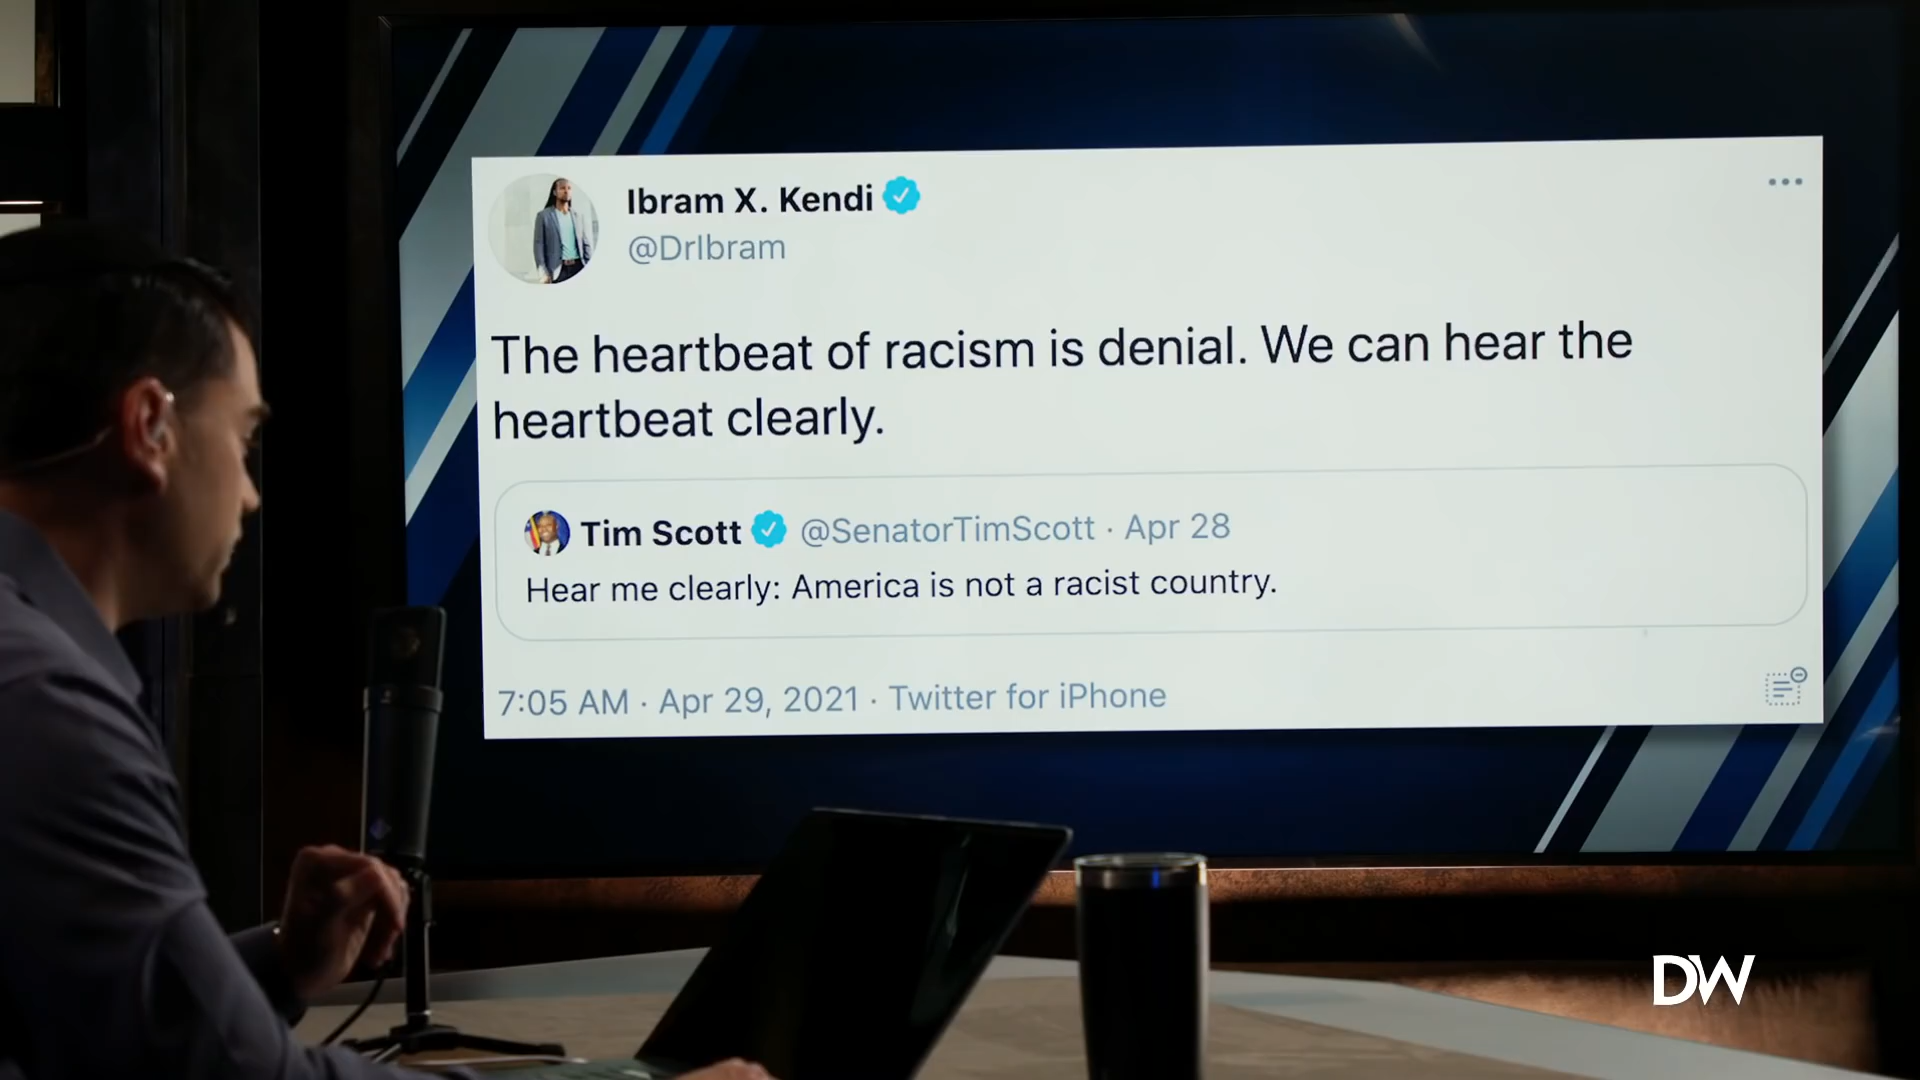 Ibram X. Kendi
@DrIbram
The heartbeat of racism is denial. We can hear the
heartbeat clearly.
Tim Scott @SenatorTimScott · Apr 28
Hear me clearly: America is not a racist country.
7:05 AM · Apr 29, 2021 · Twitter for iPhone
DW